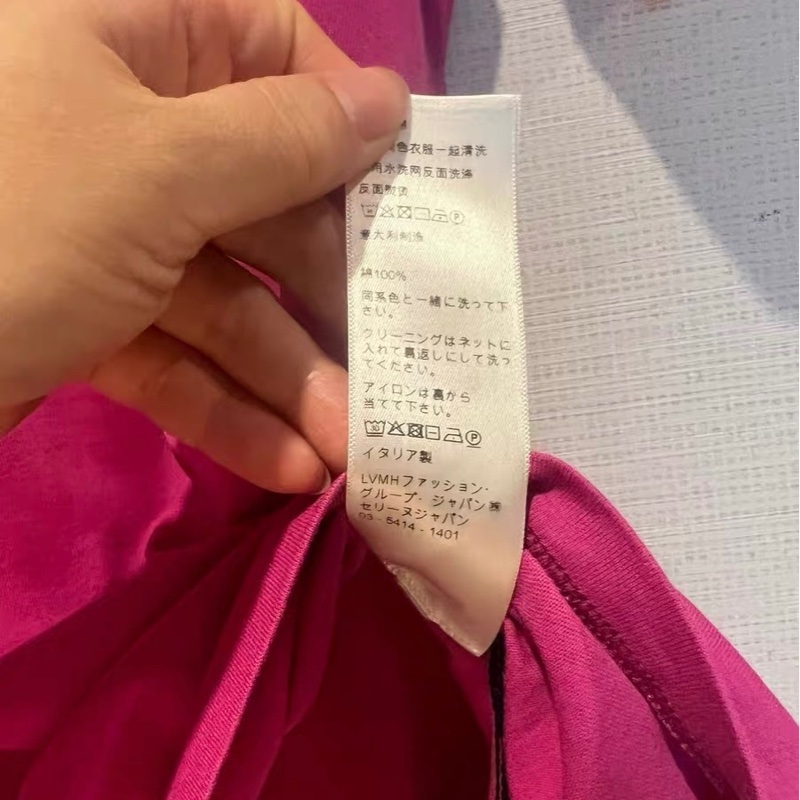 色衣服一起清洗
用水洗网反面洗涤
反面熨烫
意大利制造
綿100%
同系色と一緒に洗って下
さい。
クリーニングはネットに
入れて裏返しにして洗っ
てください。
アイロンは裏から
当てて下さい。
30
P
イタリア製
LVMHファッション・
グループ・ジャパン㈱
セリーヌジャパン
03-5414-1401